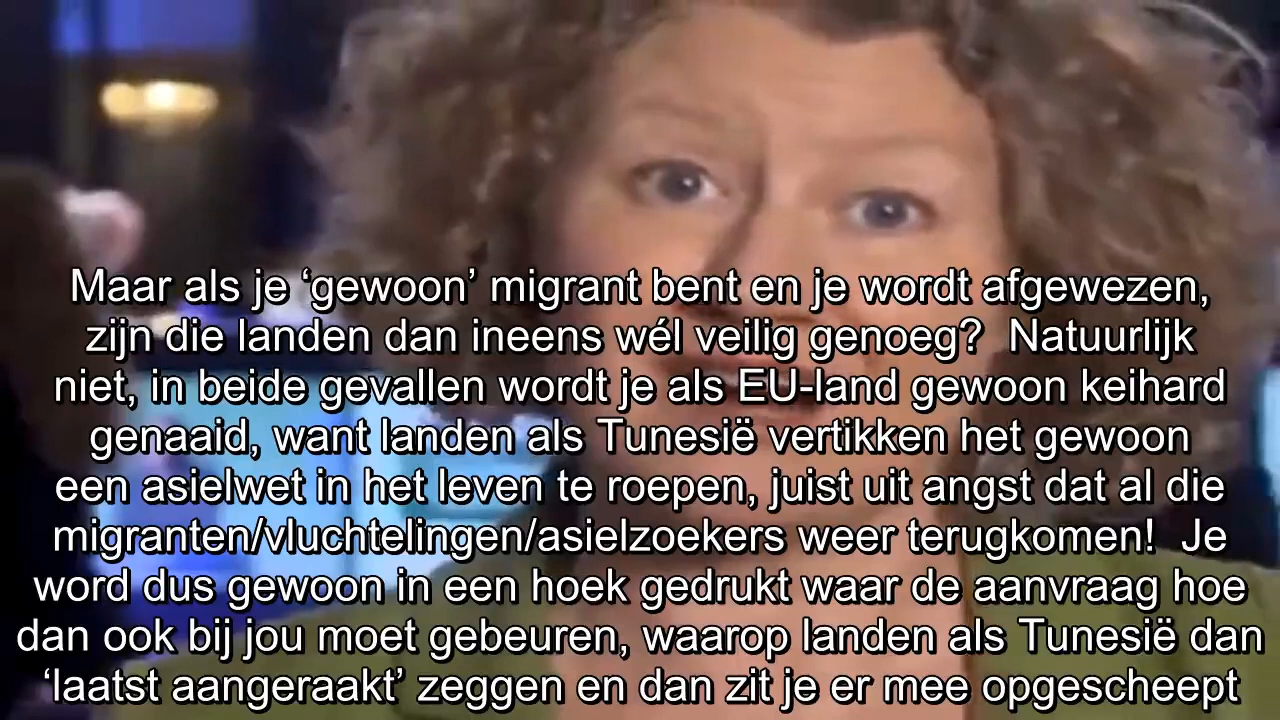 Maar als je ‘gewoon’ migrant bent en je wordt afgewezen,
zijn die landen dan ineens wél veilig genoeg?  Natuurlijk
niet, in beide gevallen wordt je als EU-land gewoon keihard
genaaid, want landen als Tunesië vertikken het gewoon
een asielwet in het leven te roepen, juist uit angst dat al die
migranten/vluchtelingen/asielzoekers weer terugkomen!  Je
word dus gewoon in een hoek gedrukt waar de aanvraag hoe
dan ook bij jou moet gebeuren, waarop landen als Tunesië dan
‘laatst aangeraakt’ zeggen en dan zit je er mee opgescheept